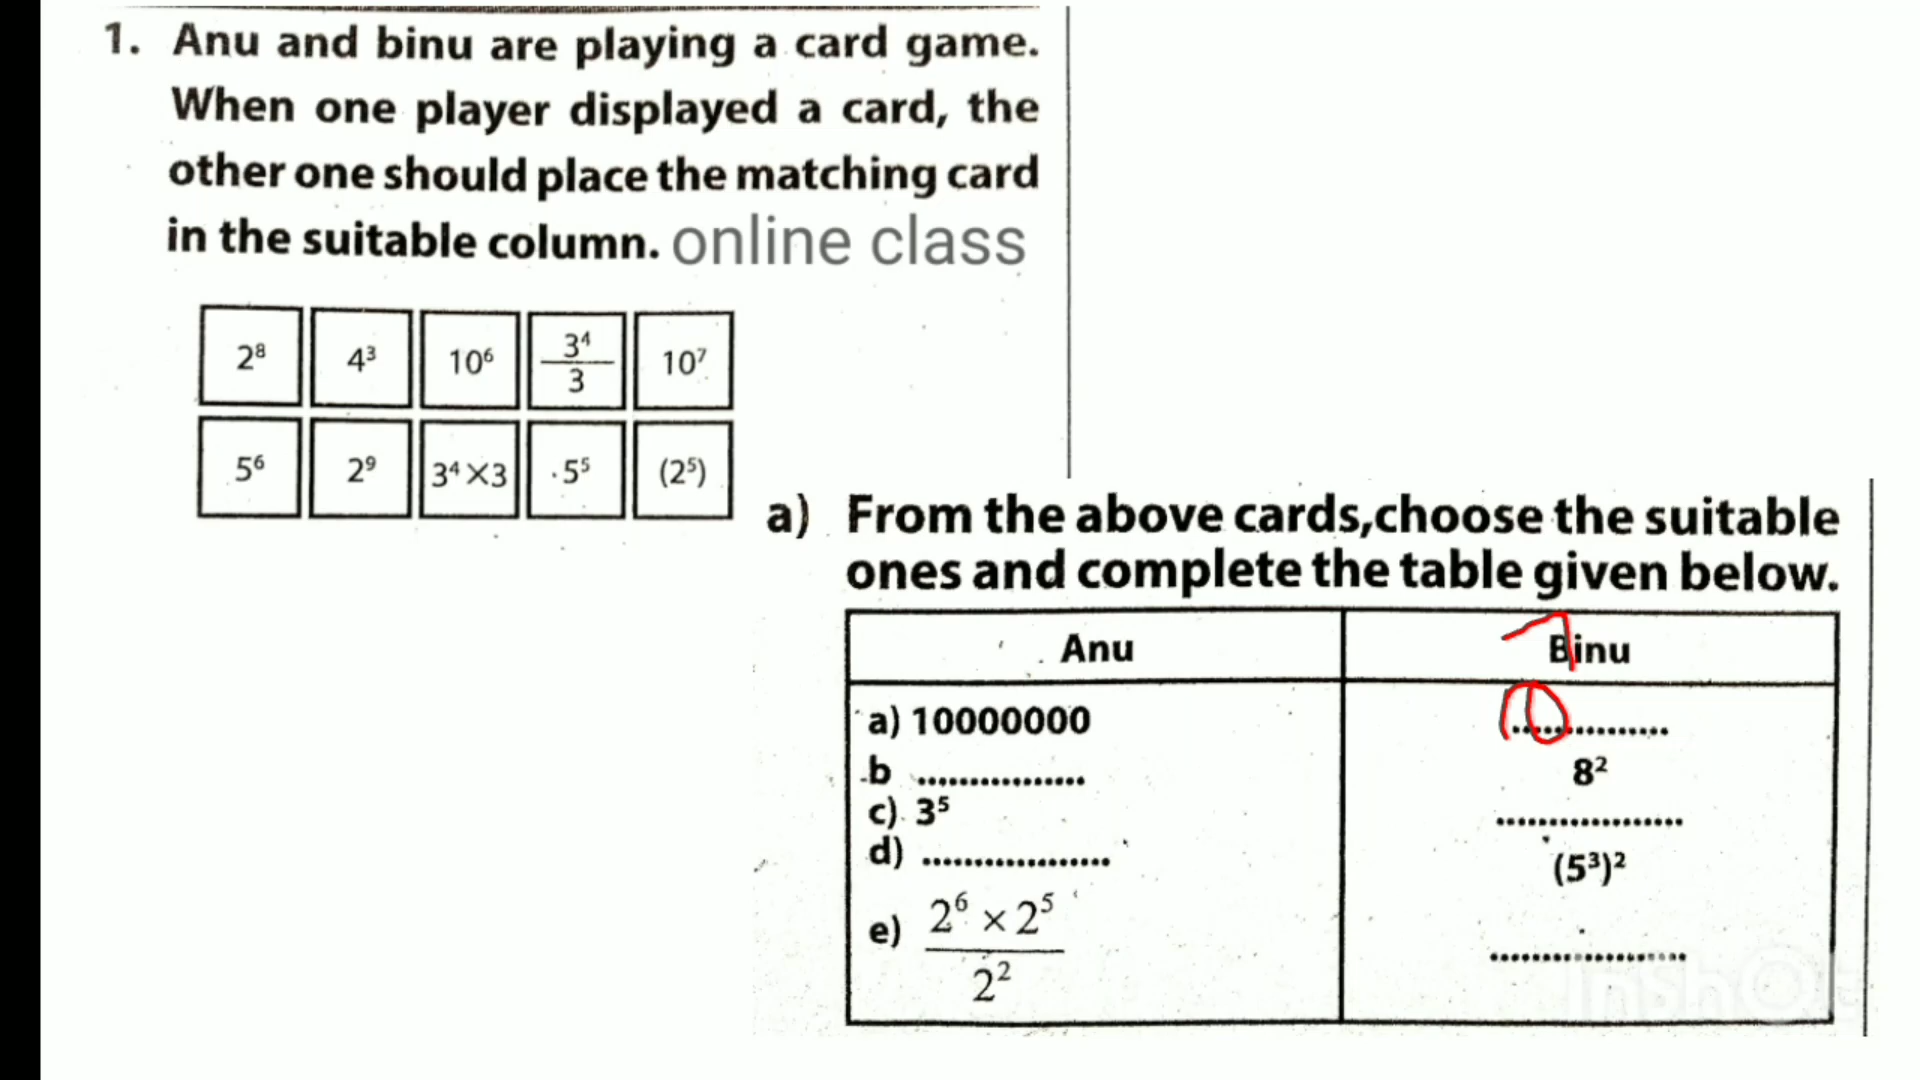 1. Anu and binu are playing a card game.
When one player displayed a card, the
other one should place the matching card
in the suitable column. online class
2⁸ 4³ 10⁶ 3⁴/3 10⁷
5⁶ 2⁹ 3⁴×3 5⁵ (2⁵)
a) From the above cards,choose the suitable
ones and complete the table given below.
Anu Binu
7
a) 10000000 10 ................
b ................ 8²
c) 3⁵ ..................
d) .................. (5³)²
e) 2⁶ × 2⁵ / 2² ...................
InShOt